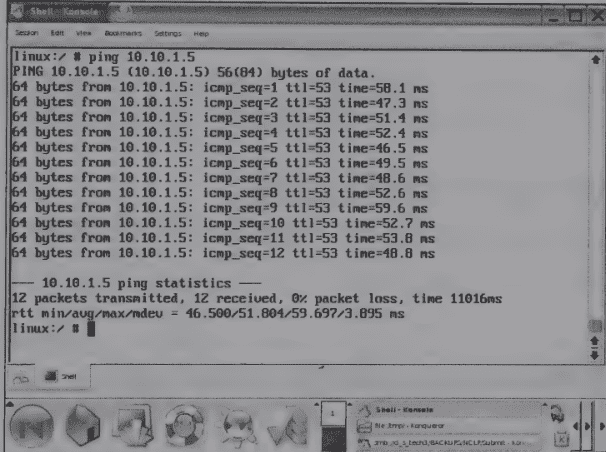 Shell - Konsole
Session Edit View Bookmarks Settings Help
linux:/ # ping 10.10.1.5
PING 10.10.1.5 (10.10.1.5) 56(84) bytes of data.
64 bytes from 10.10.1.5: icmp_seq=1 ttl=53 time=58.1 ms
64 bytes from 10.10.1.5: icmp_seq=2 ttl=53 time=47.3 ms
64 bytes from 10.10.1.5: icmp_seq=3 ttl=53 time=51.4 ms
64 bytes from 10.10.1.5: icmp_seq=4 ttl=53 time=52.4 ms
64 bytes from 10.10.1.5: icmp_seq=5 ttl=53 time=46.5 ms
64 bytes from 10.10.1.5: icmp_seq=6 ttl=53 time=49.5 ms
64 bytes from 10.10.1.5: icmp_seq=7 ttl=53 time=48.6 ms
64 bytes from 10.10.1.5: icmp_seq=8 ttl=53 time=52.6 ms
64 bytes from 10.10.1.5: icmp_seq=9 ttl=53 time=59.6 ms
64 bytes from 10.10.1.5: icmp_seq=10 ttl=53 time=52.7 ms
64 bytes from 10.10.1.5: icmp_seq=11 ttl=53 time=53.8 ms
64 bytes from 10.10.1.5: icmp_seq=12 ttl=53 time=48.8 ms
--- 10.10.1.5 ping statistics ---
12 packets transmitted, 12 received, 0% packet loss, time 11016ms
rtt min/avg/max/mdev = 46.500/51.804/59.697/3.895 ms
linux:/ #
Shell
1
Shell - Konsole
- Konqueror